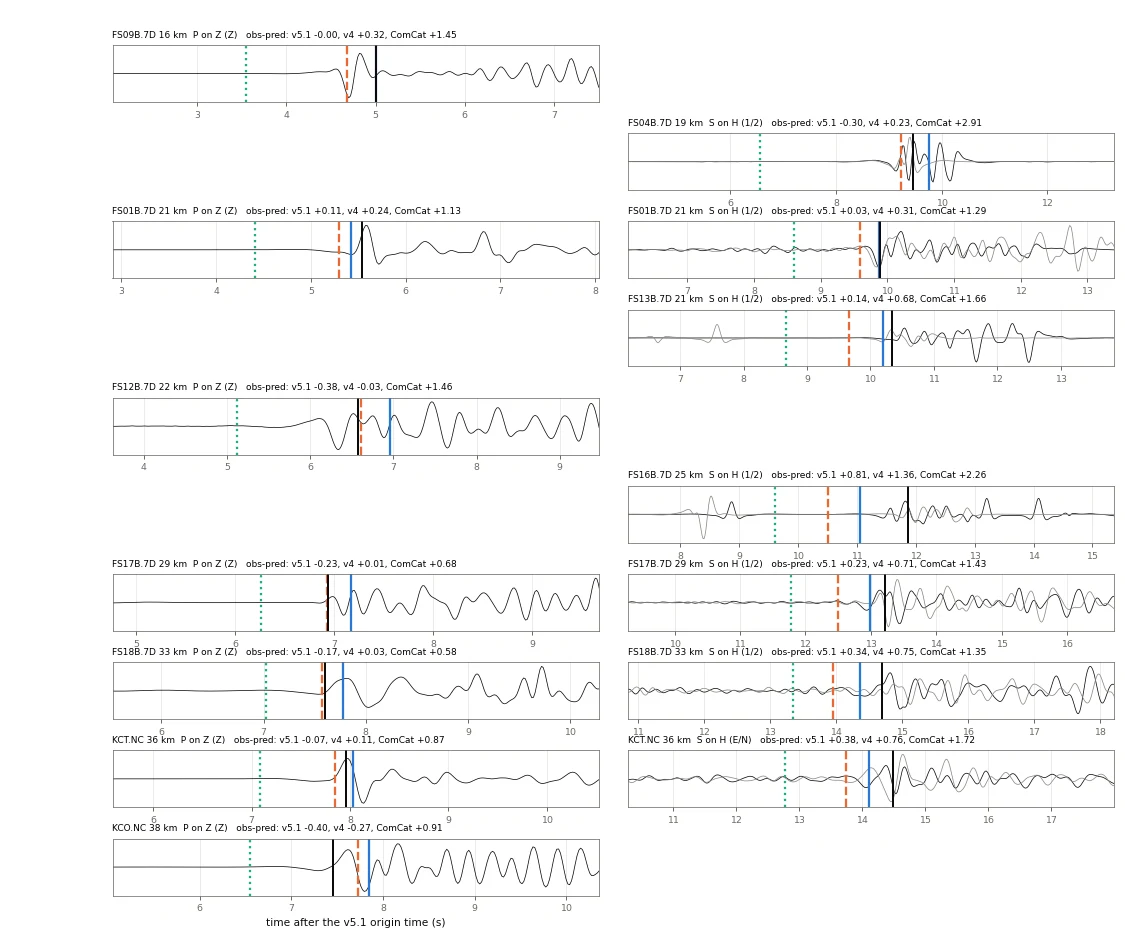 FS09B.7D 16 km  P on Z (Z)   obs-pred: v5.1 -0.00, v4 +0.32, ComCat +1.45
3 4 5 6 7
FS04B.7D 19 km  S on H (1/2)   obs-pred: v5.1 -0.30, v4 +0.23, ComCat +2.91
6 8 10 12
FS01B.7D 21 km  P on Z (Z)   obs-pred: v5.1 +0.11, v4 +0.24, ComCat +1.13
3 4 5 6 7 8
FS01B.7D 21 km  S on H (1/2)   obs-pred: v5.1 +0.03, v4 +0.31, ComCat +1.29
7 8 9 10 11 12 13
FS13B.7D 21 km  S on H (1/2)   obs-pred: v5.1 +0.14, v4 +0.68, ComCat +1.66
7 8 9 10 11 12 13
FS12B.7D 22 km  P on Z (Z)   obs-pred: v5.1 -0.38, v4 -0.03, ComCat +1.46
4 5 6 7 8 9
FS16B.7D 25 km  S on H (1/2)   obs-pred: v5.1 +0.81, v4 +1.36, ComCat +2.26
8 9 10 11 12 13 14 15
FS17B.7D 29 km  P on Z (Z)   obs-pred: v5.1 -0.23, v4 +0.01, ComCat +0.68
5 6 7 8 9
FS17B.7D 29 km  S on H (1/2)   obs-pred: v5.1 +0.23, v4 +0.71, ComCat +1.43
10 11 12 13 14 15 16
FS18B.7D 33 km  P on Z (Z)   obs-pred: v5.1 -0.17, v4 +0.03, ComCat +0.58
6 7 8 9 10
FS18B.7D 33 km  S on H (1/2)   obs-pred: v5.1 +0.34, v4 +0.75, ComCat +1.35
11 12 13 14 15 16 17 18
KCT.NC 36 km  P on Z (Z)   obs-pred: v5.1 -0.07, v4 +0.11, ComCat +0.87
6 7 8 9 10
KCT.NC 36 km  S on H (E/N)   obs-pred: v5.1 +0.38, v4 +0.76, ComCat +1.72
11 12 13 14 15 16 17
KCO.NC 38 km  P on Z (Z)   obs-pred: v5.1 -0.40, v4 -0.27, ComCat +0.91
6 7 8 9 10
time after the v5.1 origin time (s)